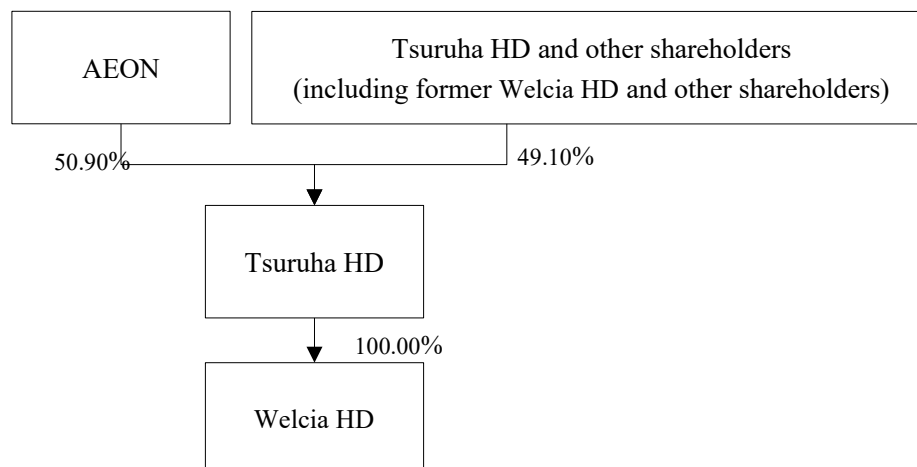 AEON
Tsuruha HD and other shareholders
(including former Welcia HD and other shareholders)
50.90%
49.10%
Tsuruha HD
100.00%
Welcia HD